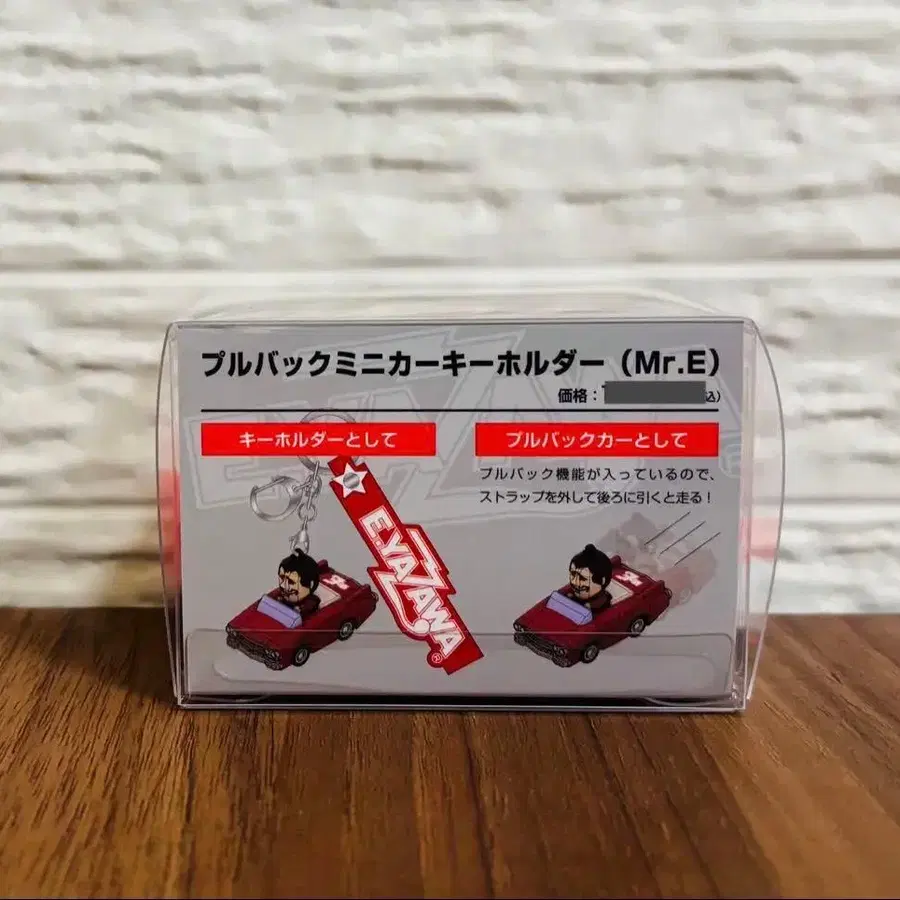 プルバックミニカーキーホルダー（Mr.E）
価格：
込）
キーホルダーとして
プルバックカーとして
プルバック機能が入っているので、
ストラップを外して後ろに引くと走る！
E.YAZAWA®